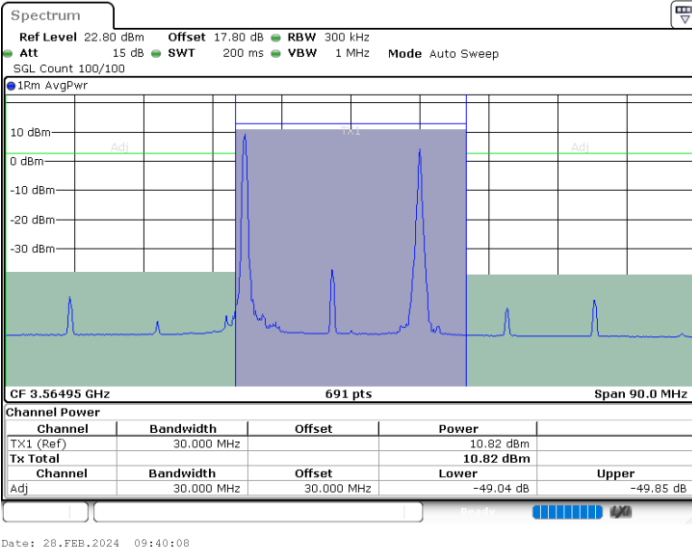 Spectrum
Ref Level 22.80 dBm Offset 17.80 dB RBW 300 kHz
Att 15 dB SWT 200 ms VBW 1 MHz Mode Auto Sweep
SGL Count 100/100
1Rm AvgPwr
10 dBm
Adj TX1 Adj
0 dBm
-10 dBm
-20 dBm
-30 dBm
CF 3.56495 GHz 691 pts Span 90.0 MHz
Channel Power
Channel Bandwidth Offset Power
TX1 (Ref) 30.000 MHz 10.82 dBm
Tx Total 10.82 dBm
Channel Bandwidth Offset Lower Upper
Adj 30.000 MHz 30.000 MHz -49.04 dB -49.85 dB
Ready
Date: 28.FEB.2024 09:40:08